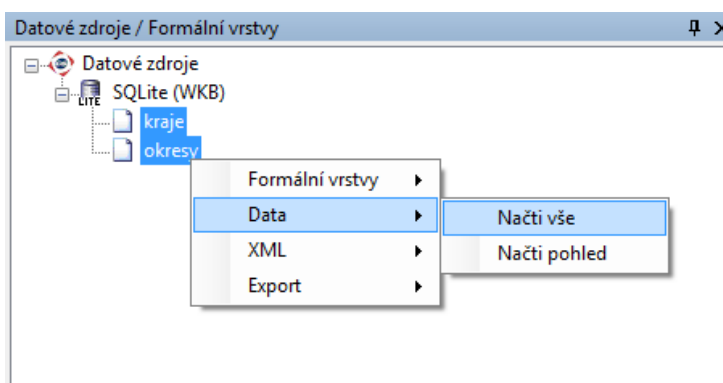 Datové zdroje / Formální vrstvy
Datové zdroje
LITE SQLite (WKB)
kraje
okresy
Formální vrstvy
Data
Načti vše
XML
Načti pohled
Export